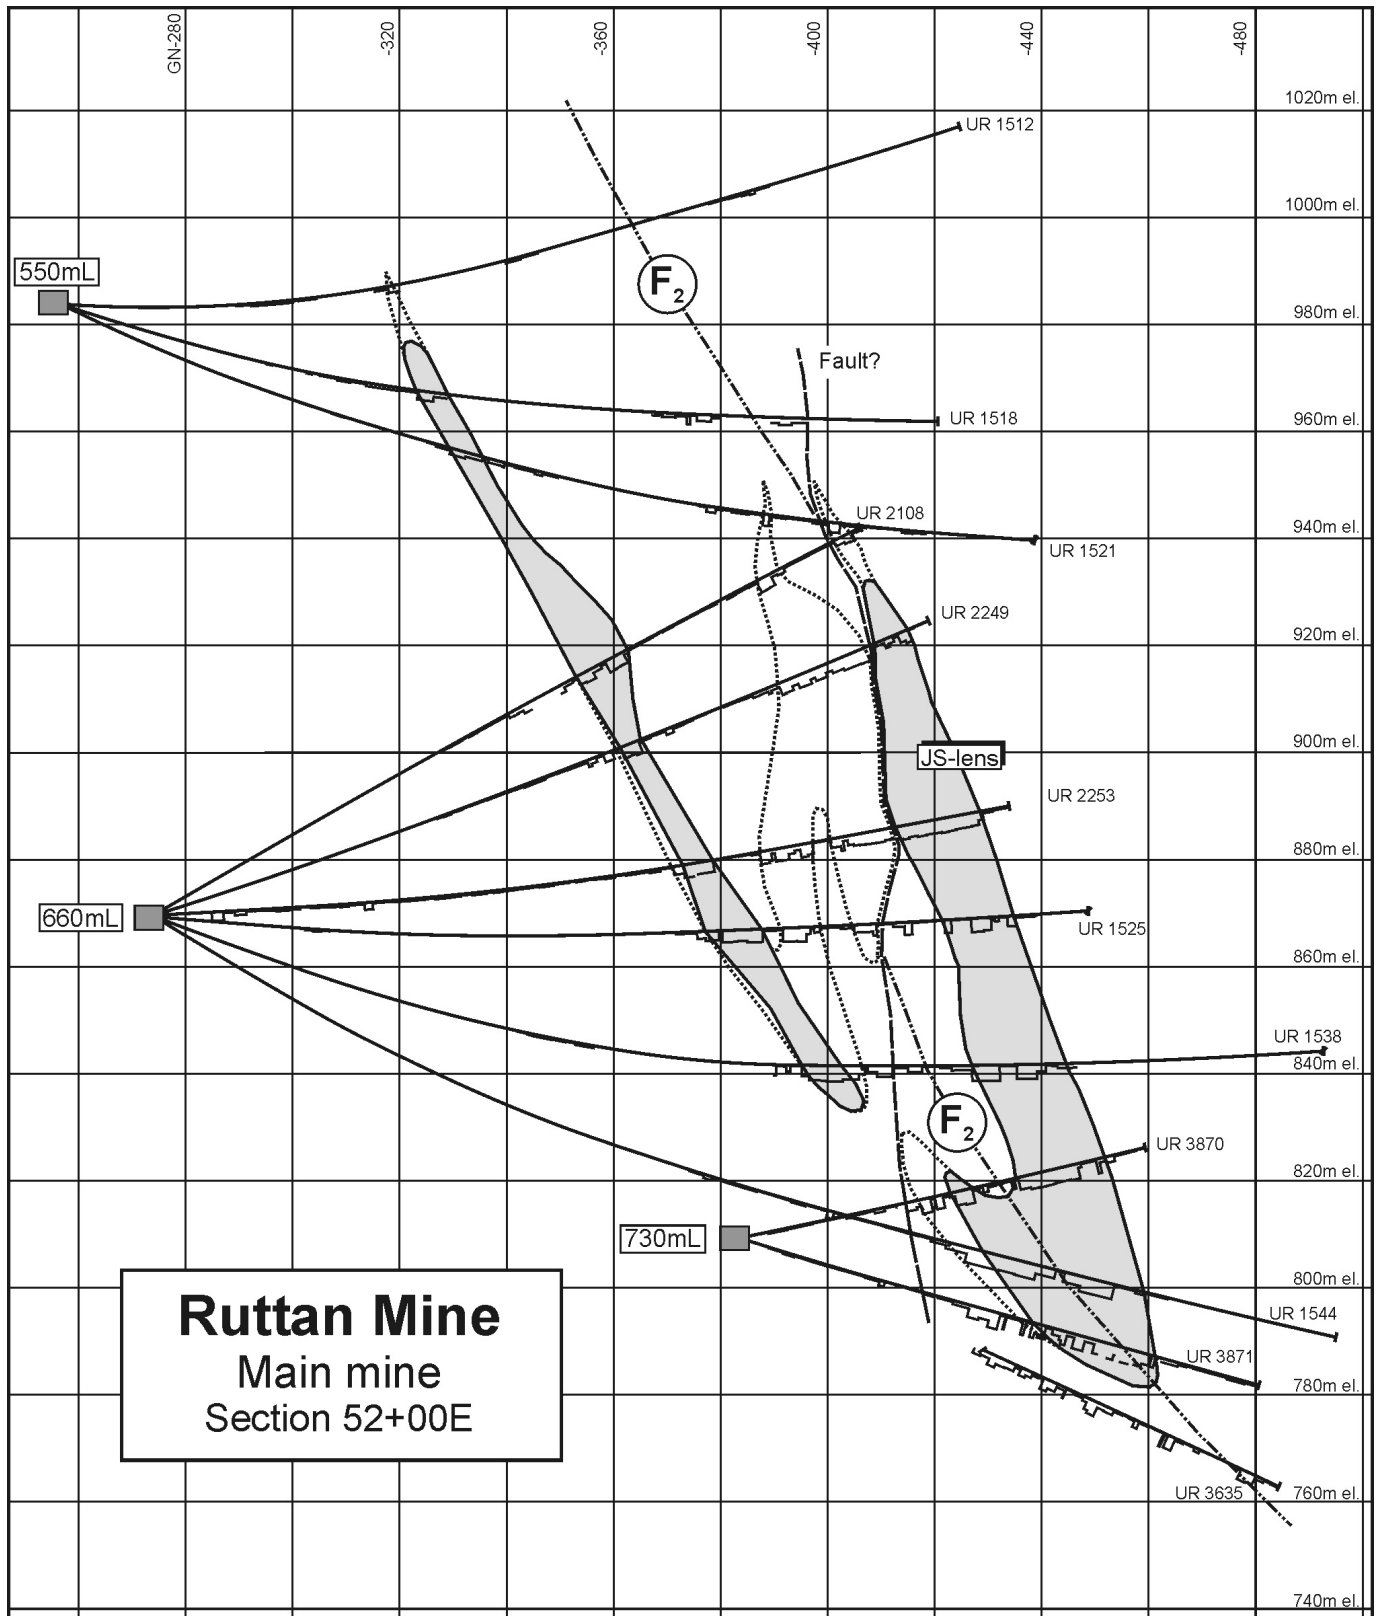 GN-280
-320
-360
-400
-440
-480
1020m el.
UR 1512
1000m el.
550mL
F2
980m el.
Fault?
960m el.
UR 1518
UR 2108
940m el.
UR 1521
UR 2249
920m el.
900m el.
JS-lens
UR 2253
880m el.
660mL
UR 1525
860m el.
UR 1538
840m el.
F2
UR 3870
820m el.
730mL
800m el.
Ruttan Mine
Main mine
Section 52+00E
UR 1544
UR 3871
780m el.
UR 3635
760m el.
740m el.